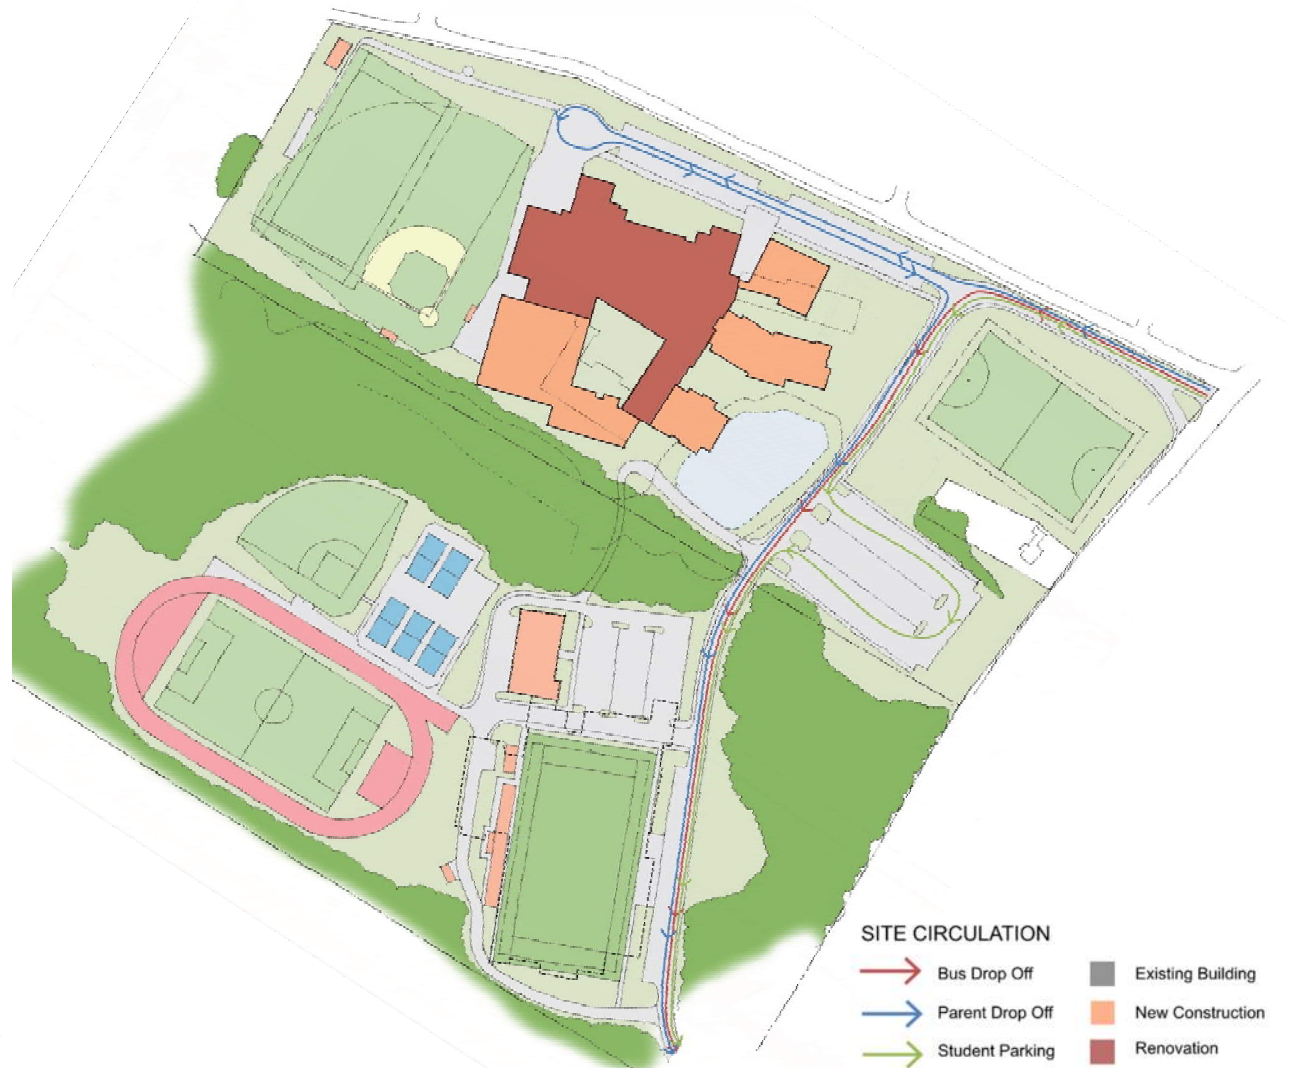 SITE CIRCULATION
Bus Drop Off
Existing Building
Parent Drop Off
New Construction
Student Parking
Renovation